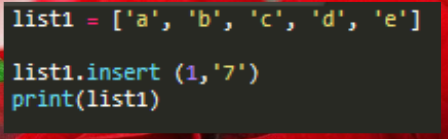 list1 = ['a', 'b', 'c', 'd', 'e']
list1.insert (1,'7')
print(list1)